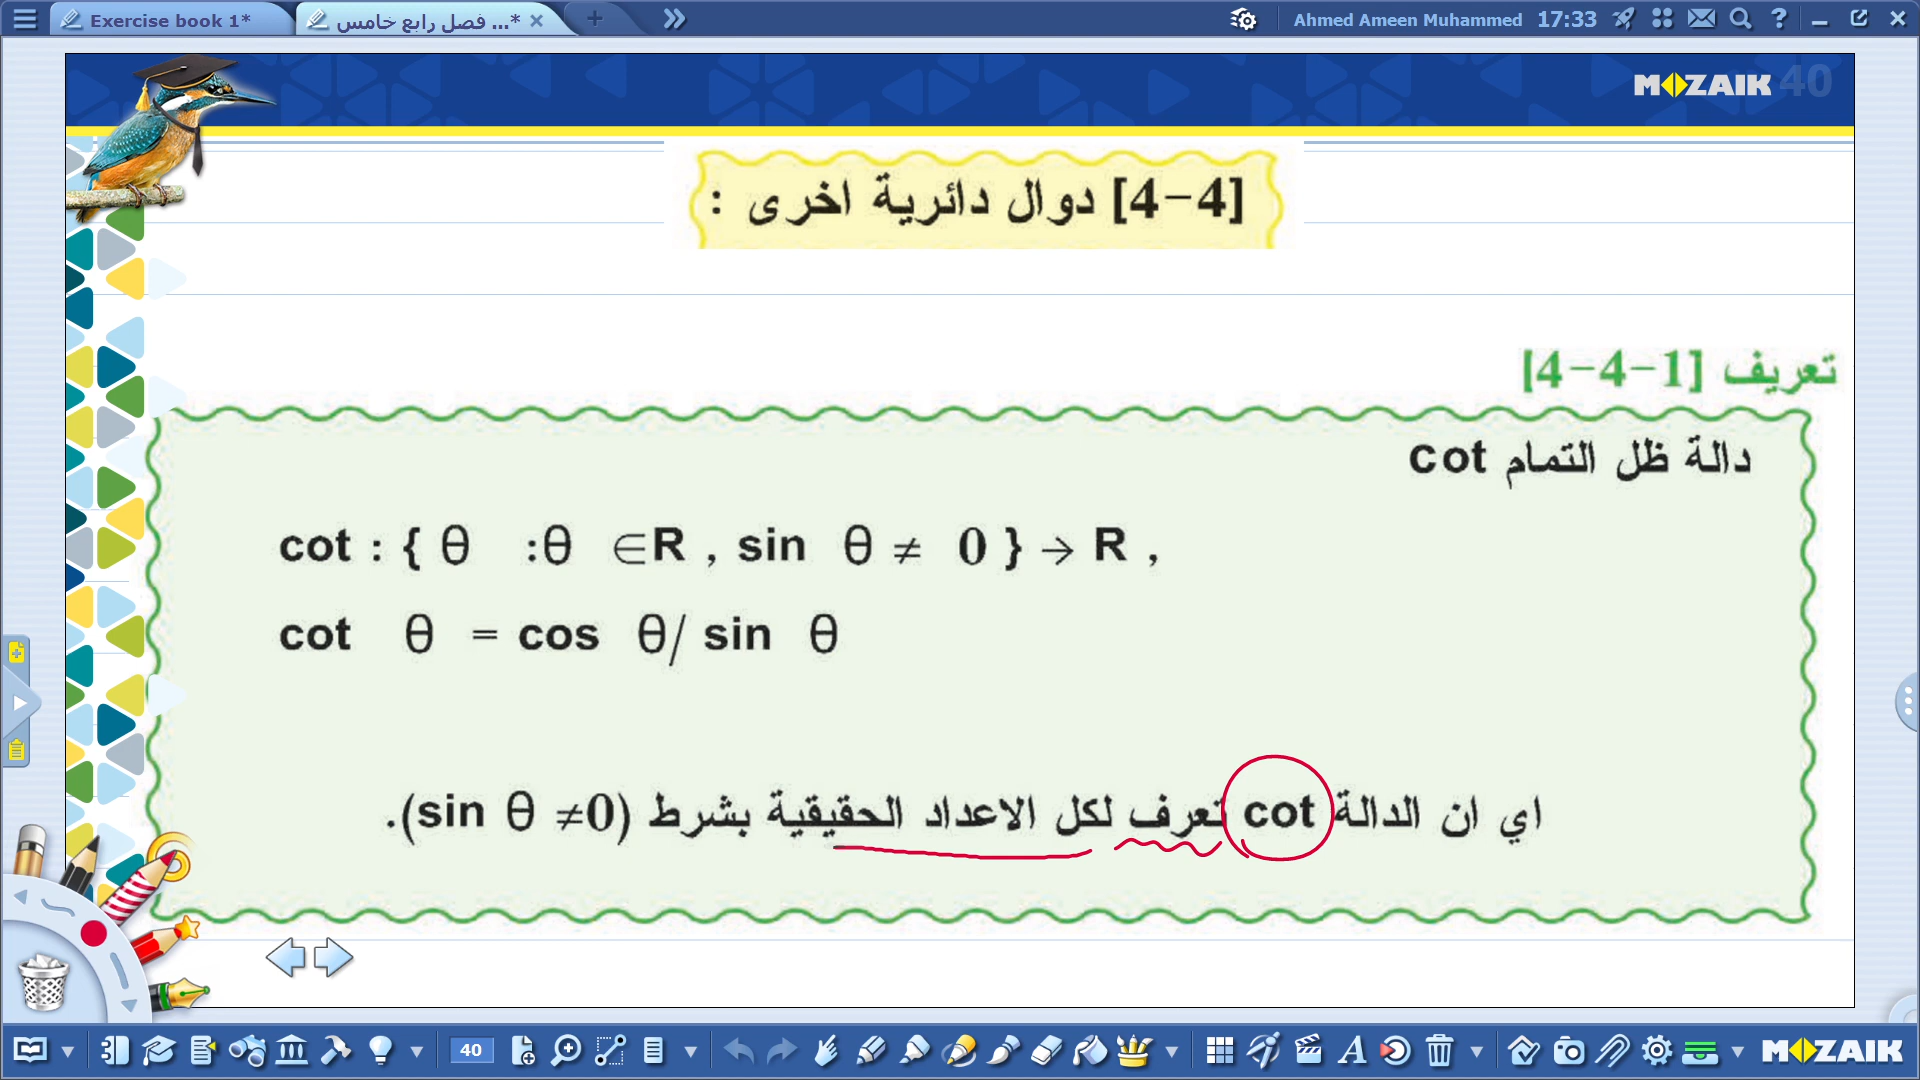 Exercise book 1*
فصل رابع خامس ...*
Ahmed Ameen Muhammed 17:33
MOZAIK 40
[4-4] دوال دائرية اخرى :
تعريف [4-4-1]
دالة ظل التمام cot
cot : { θ :θ ∈R , sin θ ≠ 0 } → R ,
cot θ = cos θ/ sin θ
اي ان الدالة cot تعرف لكل الاعداد الحقيقية بشرط (sin θ ≠0).
40
MOZAIK